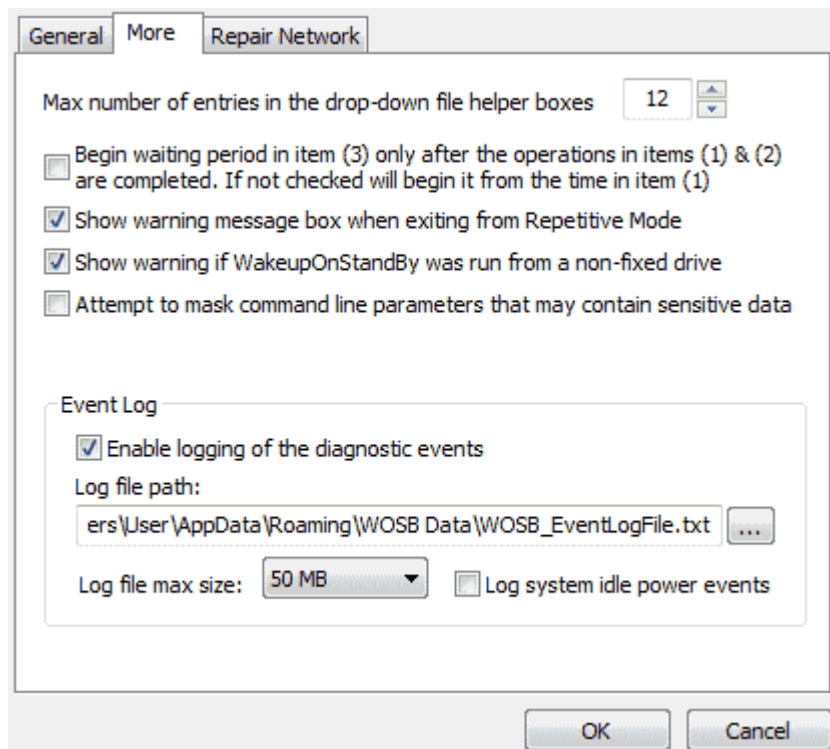 General More Repair Network
Max number of entries in the drop-down file helper boxes 12
Begin waiting period in item (3) only after the operations in items (1) & (2)
are completed. If not checked will begin it from the time in item (1)
Show warning message box when exiting from Repetitive Mode
Show warning if WakeupOnStandBy was run from a non-fixed drive
Attempt to mask command line parameters that may contain sensitive data
Event Log
Enable logging of the diagnostic events
Log file path:
ers\User\AppData\Roaming\WOSB Data\WOSB_EventLogFile.txt ...
Log file max size: 50 MB Log system idle power events
OK Cancel